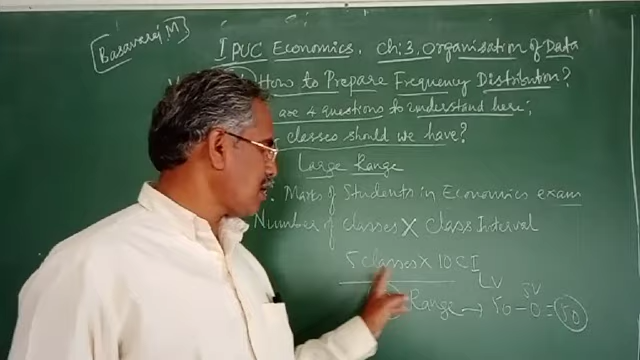 Basavaraj M
I PUC Economics. Ch:3. Organisation of Data
How to Prepare Frequency Distribution?
are 4 questions to understand here;
classes should we have?
Large Range
Marks of Students in Economics exam
Number of classes X Class Interval
5 classes X 10 CI
LV SV
Range → 50 - 0 = 50